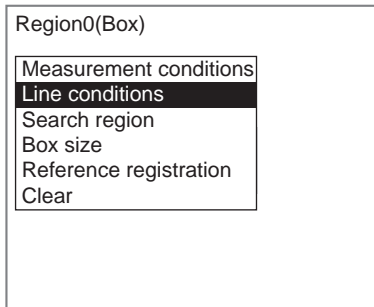 Region0(Box)
Measurement conditions
Line conditions
Search region
Box size
Reference registration
Clear